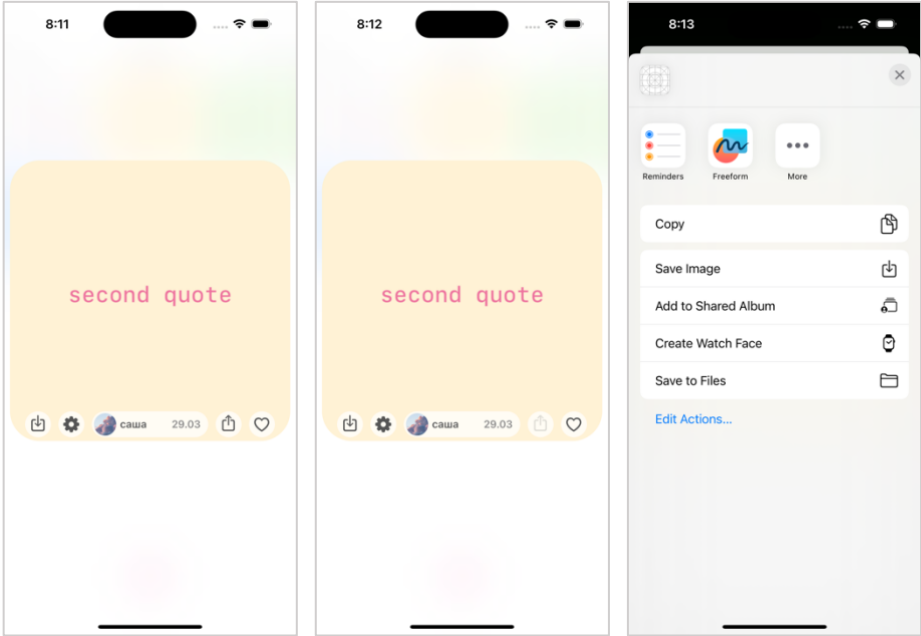 8:11
second quote
саша 29.03
8:12
second quote
саша 29.03
8:13
Reminders Freeform More
Copy
Save Image
Add to Shared Album
Create Watch Face
Save to Files
Edit Actions...